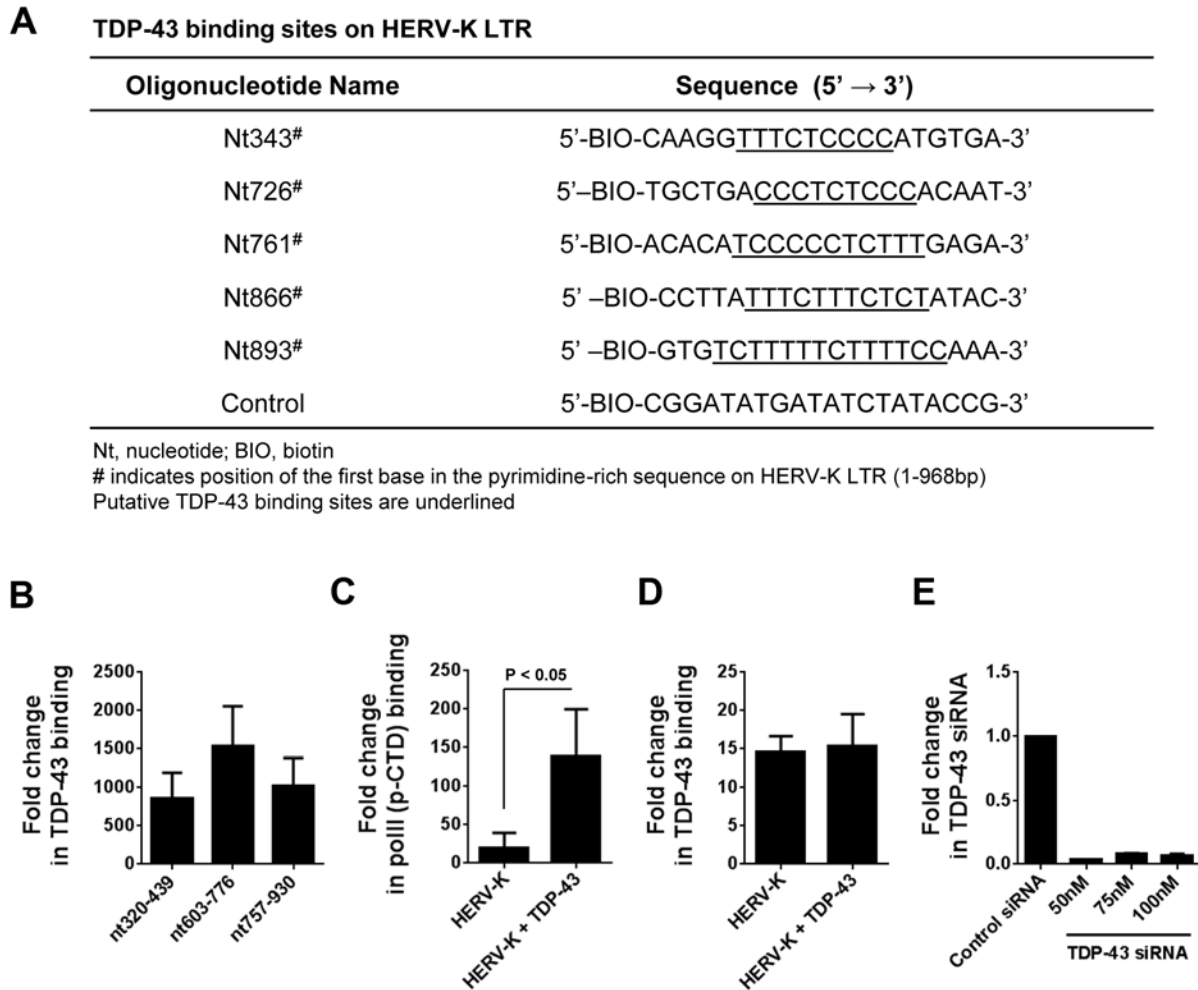 A
TDP-43 binding sites on HERV-K LTR
Oligonucleotide Name Sequence (5’ → 3’)
Nt343# 5’-BIO-CAAGGTTTCTCCCCATGTGA-3’
Nt726# 5’–BIO-TGCTGACCCTCTCCCACAAT-3’
Nt761# 5’-BIO-ACACATCCCCCTCTTTGAGA-3’
Nt866# 5’ –BIO-CCTTATTTCTTTCTCTATAC-3’
Nt893# 5’ –BIO-GTGTCTTTTTCTTTTCCAAA-3’
Control 5’-BIO-CGGATATGATATCTATACCG-3’
Nt, nucleotide; BIO, biotin
# indicates position of the first base in the pyrimidine-rich sequence on HERV-K LTR (1-968bp)
Putative TDP-43 binding sites are underlined
B
Fold change
in TDP-43 binding
2500
2000
1500
1000
500
0
nt320-439
nt603-776
nt757-930
C
Fold change
in polII (p-CTD) binding
250
200
150
100
50
0
P < 0.05
HERV-K
HERV-K + TDP-43
D
Fold change
in TDP-43 binding
25
20
15
10
5
0
HERV-K
HERV-K + TDP-43
E
Fold change
in TDP-43 siRNA
1.5
1.0
0.5
0.0
Control siRNA
50nM
75nM
100nM
TDP-43 siRNA